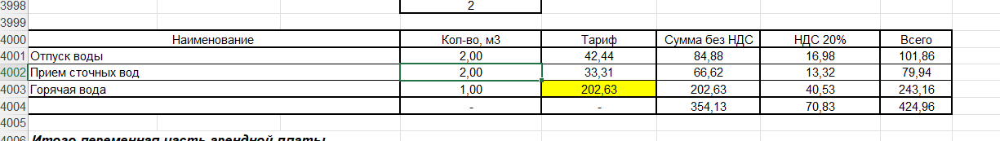 3998 2
3999
4000 Наименование Кол-во, м3 Тариф Сумма без НДС НДС 20% Всего
4001 Отпуск воды 2,00 42,44 84,88 16,98 101,86
4002 Прием сточных вод 2,00 33,31 66,62 13,32 79,94
4003 Горячая вода 1,00 202,63 202,63 40,53 243,16
4004 - - 354,13 70,83 424,96
4005
4006 Итого переменная часть арендной платы